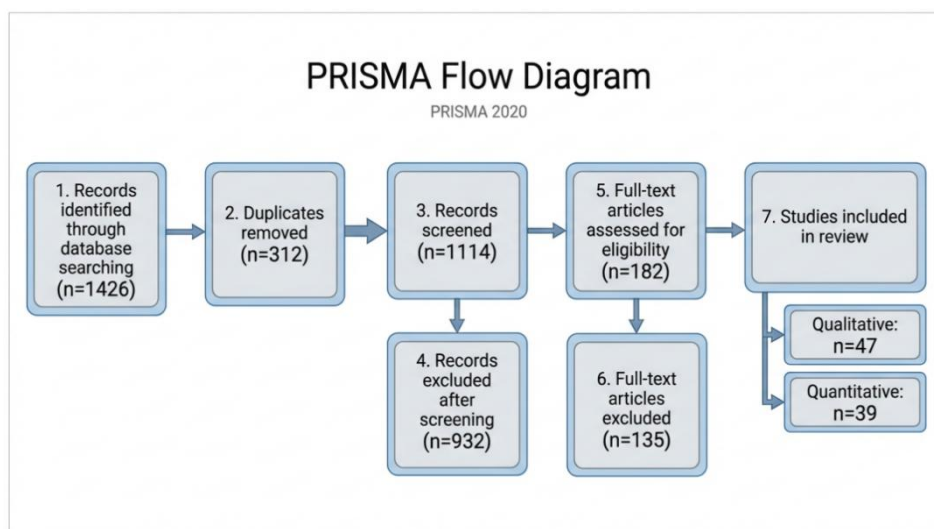 PRISMA Flow Diagram
PRISMA 2020
1. Records
identified
through
database
searching
(n=1426)
2. Duplicates
removed
(n=312)
3. Records
screened
(n=1114)
4. Records
excluded
after
screening
(n=932)
5. Full-text
articles
assessed for
eligibility
(n=182)
6. Full-text
articles
excluded
(n=135)
7. Studies included
in review
Qualitative:
n=47
Quantitative:
n=39